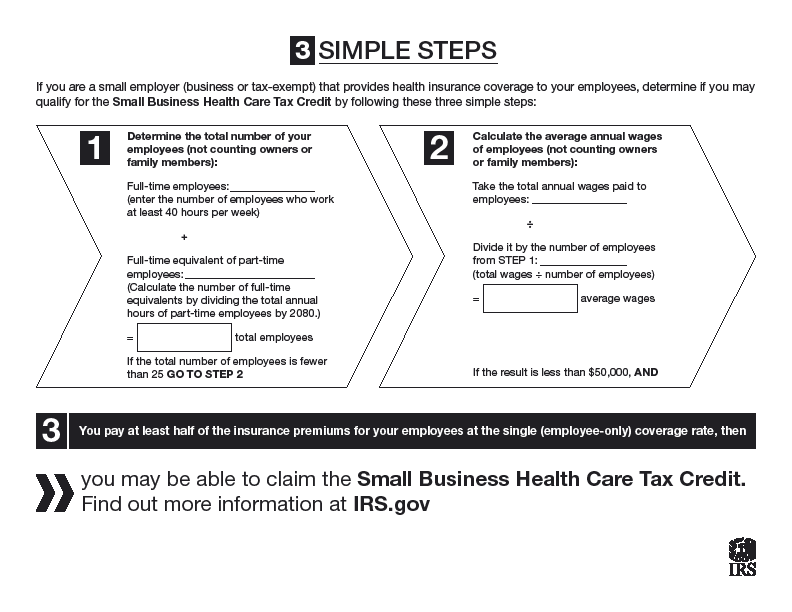 3 SIMPLE STEPS
If you are a small employer (business or tax-exempt) that provides health insurance coverage to your employees, determine if you may
qualify for the Small Business Health Care Tax Credit by following these three simple steps:
1
Determine the total number of your
employees (not counting owners or
family members):
Full-time employees:______________
(enter the number of employees who work
at least 40 hours per week)
+
Full-time equivalent of part-time
employees:_____________________
(Calculate the number of full-time
equivalents by dividing the total annual
hours of part-time employees by 2080.)
= total employees
If the total number of employees is fewer
than 25 GO TO STEP 2
2
Calculate the average annual wages
of employees (not counting owners
or family members):
Take the total annual wages paid to
employees: ________________
÷
Divide it by the number of employees
from STEP 1: ______________
(total wages ÷ number of employees)
= average wages
If the result is less than $50,000, AND
3 You pay at least half of the insurance premiums for your employees at the single (employee-only) coverage rate, then
you may be able to claim the Small Business Health Care Tax Credit.
Find out more information at IRS.gov
IRS